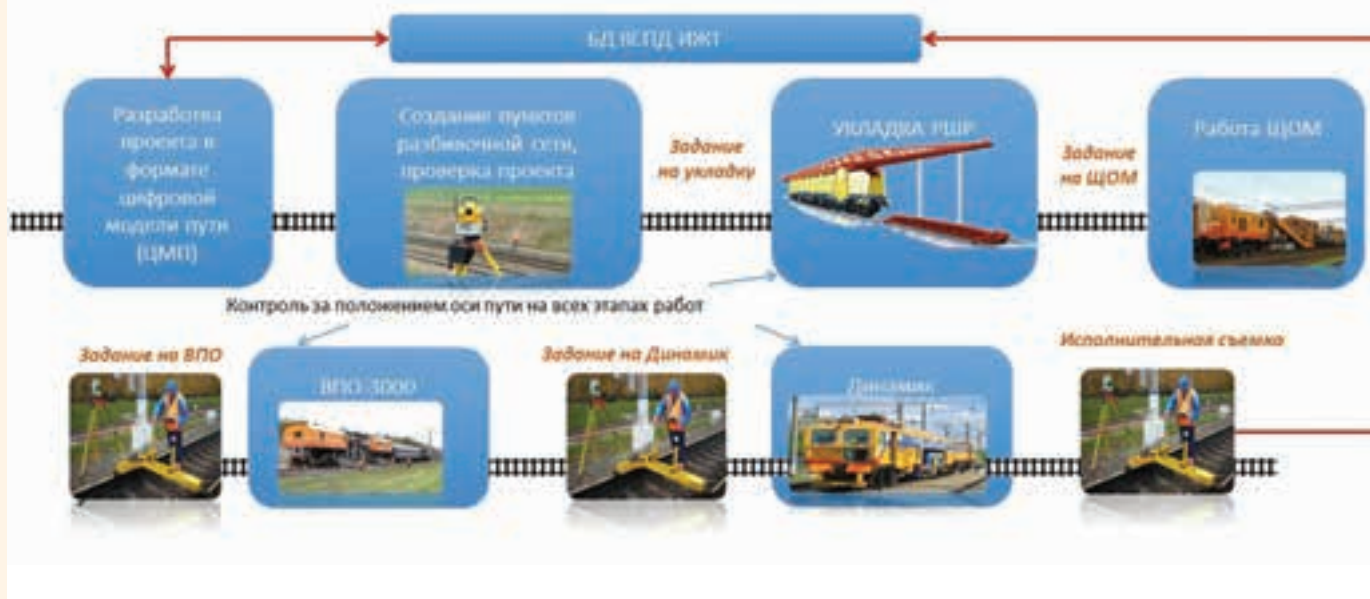 БД ВСПД ИЖТ
Разработка
проекта в
формате
цифровой
модели пути
(ЦМП)
Создание пунктов
разбивочной сети,
проверка проекта
Задание
на укладку
УКЛАДКА РШР
Задание
на ЩОМ
Работа ЩОМ
Контроль за положением оси пути на всех этапах работ
Задание на ВПО
ВПО-3000
Задание на Динамик
Динамик
Исполнительная съемка